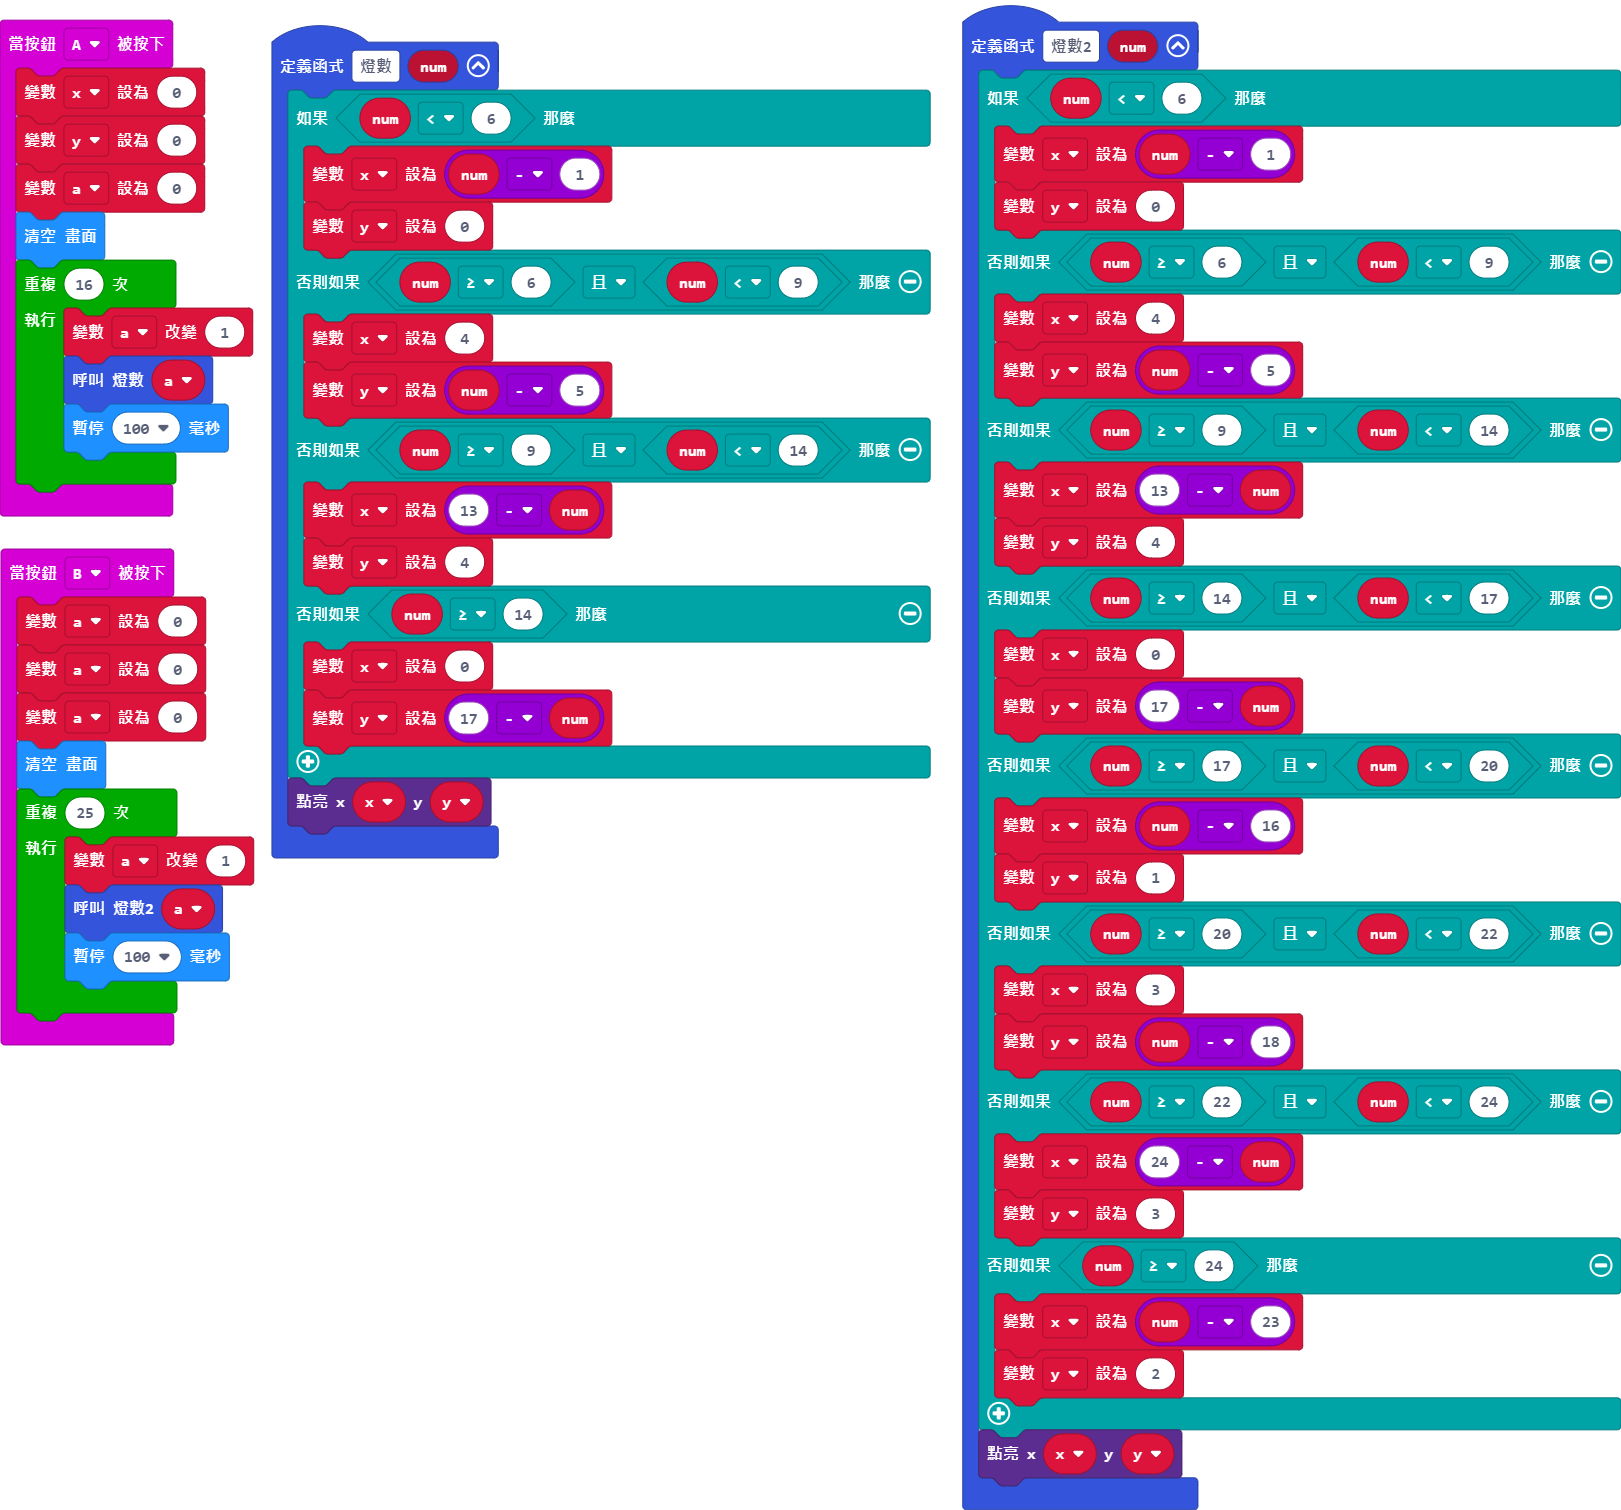 當按鈕 A 被按下
變數 x 設為 0
變數 y 設為 0
變數 a 設為 0
清空 畫面
重複 16 次
執行
變數 a 改變 1
呼叫 燈數 a
暫停 100 毫秒
當按鈕 B 被按下
變數 a 設為 0
變數 a 設為 0
變數 a 設為 0
清空 畫面
重複 25 次
執行
變數 a 改變 1
呼叫 燈數2 a
暫停 100 毫秒
定義函式 燈數 num
如果 num < 6 那麼
變數 x 設為 num - 1
變數 y 設為 0
否則如果 num ≥ 6 且 num < 9 那麼
變數 x 設為 4
變數 y 設為 num - 5
否則如果 num ≥ 9 且 num < 14 那麼
變數 x 設為 13 - num
變數 y 設為 4
否則如果 num ≥ 14 那麼
變數 x 設為 0
變數 y 設為 17 - num
點亮 x x y y
定義函式 燈數2 num
如果 num < 6 那麼
變數 x 設為 num - 1
變數 y 設為 0
否則如果 num ≥ 6 且 num < 9 那麼
變數 x 設為 4
變數 y 設為 num - 5
否則如果 num ≥ 9 且 num < 14 那麼
變數 x 設為 13 - num
變數 y 設為 4
否則如果 num ≥ 14 且 num < 17 那麼
變數 x 設為 0
變數 y 設為 17 - num
否則如果 num ≥ 17 且 num < 20 那麼
變數 x 設為 num - 16
變數 y 設為 1
否則如果 num ≥ 20 且 num < 22 那麼
變數 x 設為 3
變數 y 設為 num - 18
否則如果 num ≥ 22 且 num < 24 那麼
變數 x 設為 24 - num
變數 y 設為 3
否則如果 num ≥ 24 那麼
變數 x 設為 num - 23
變數 y 設為 2
點亮 x x y y